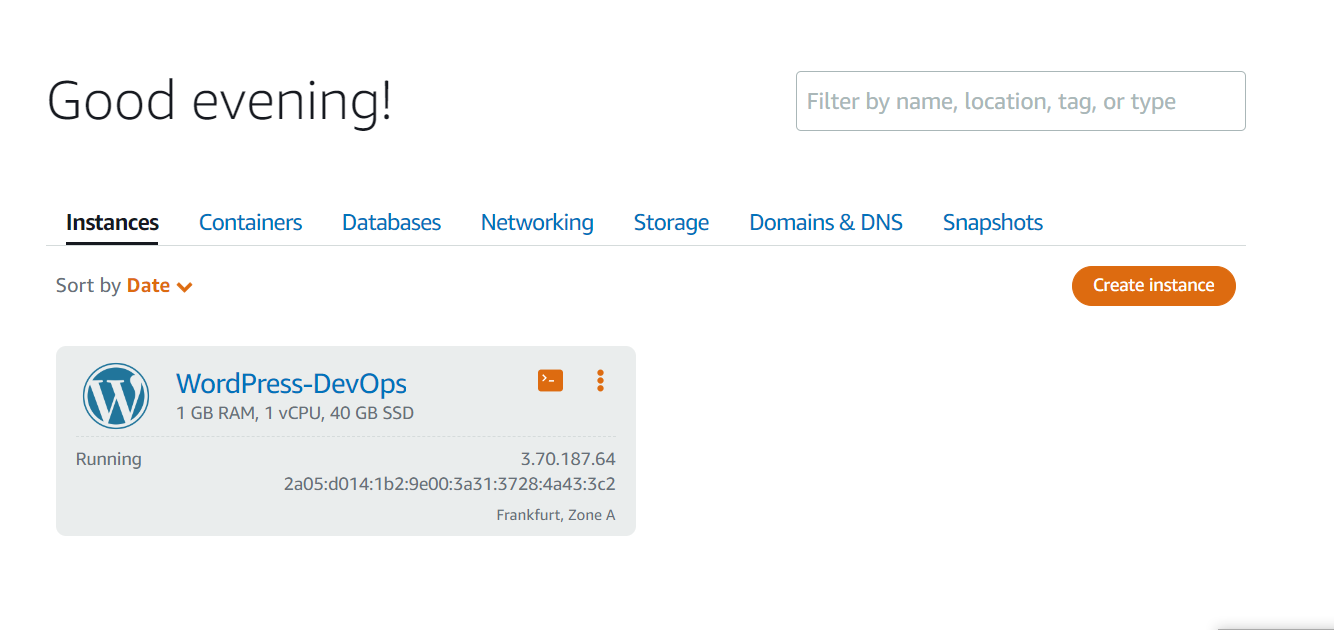 Good evening!
Filter by name, location, tag, or type
Instances Containers Databases Networking Storage Domains & DNS Snapshots
Sort by Date
Create instance
WordPress-DevOps
1 GB RAM, 1 vCPU, 40 GB SSD
Running 3.70.187.64
2a05:d014:1b2:9e00:3a31:3728:4a43:3c2
Frankfurt, Zone A